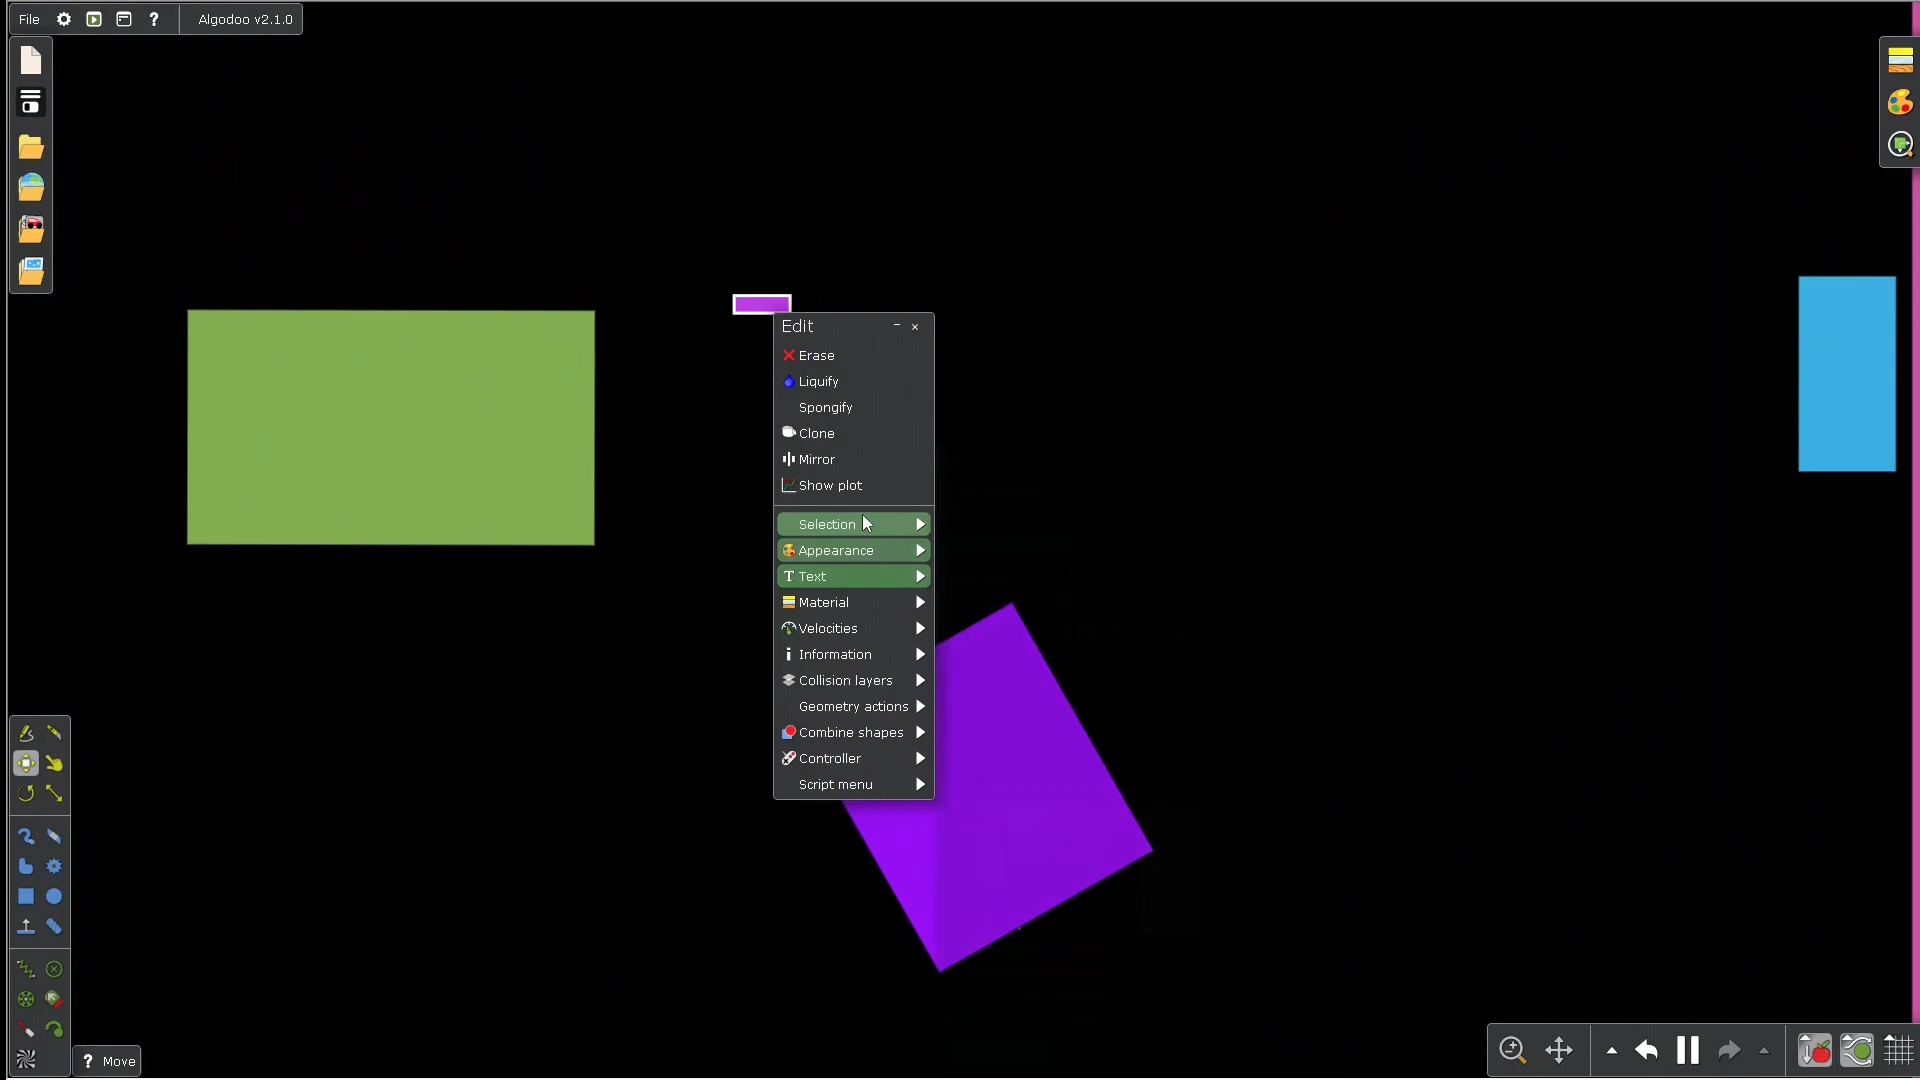 File ? Algodoo v2.1.0
Edit
Erase
Liquify
Spongify
Clone
Mirror
Show plot
Selection
Appearance
T Text
Material
Velocities
Information
Collision layers
Geometry actions
Combine shapes
Controller
Script menu
? Move